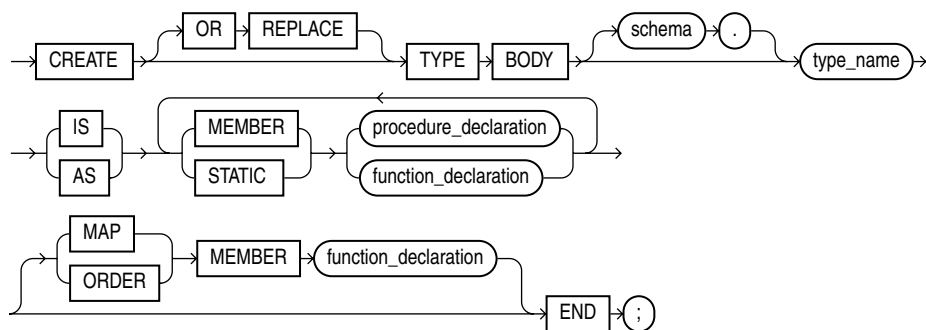 OR REPLACE schema .
CREATE TYPE BODY type_name
IS MEMBER procedure_declaration
AS STATIC function_declaration
MAP
MEMBER function_declaration
ORDER
END ;